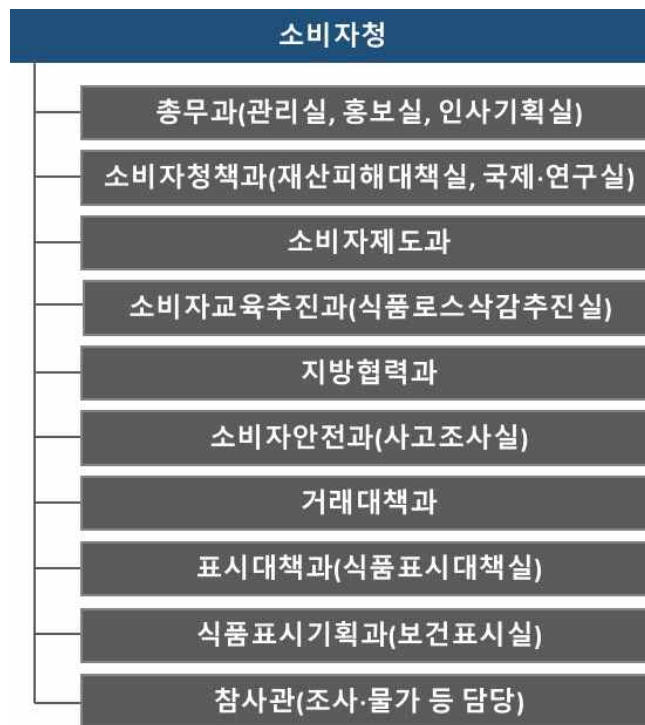 소비자청
총무과(관리실, 홍보실, 인사기획실)
소비자청책과(재산피해대책실, 국제·연구실)
소비자제도과
소비자교육추진과(식품로스삭감추진실)
지방협력과
소비자안전과(사고조사실)
거래대책과
표시대책과(식품표시대책실)
식품표시기획과(보건표시실)
참사관(조사·물가 등 담당)